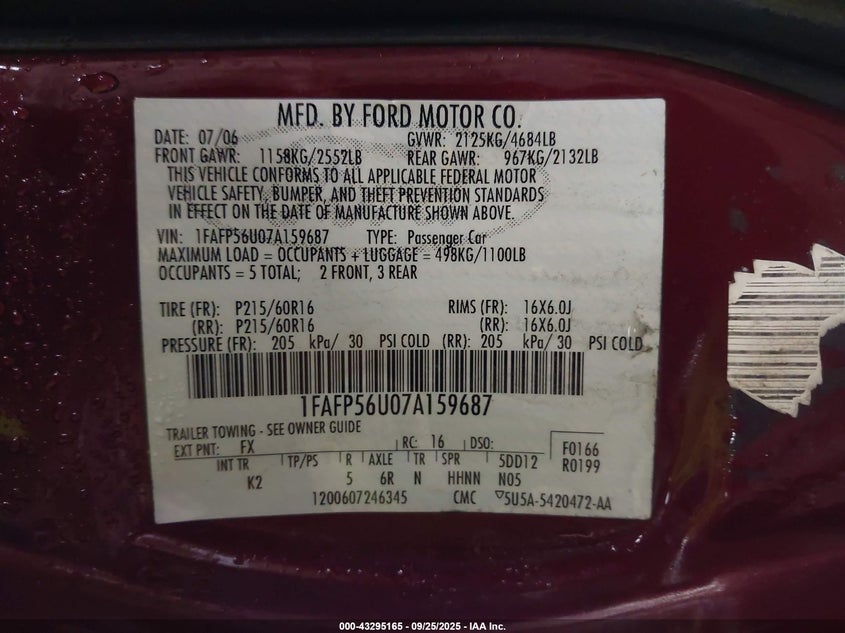 MFD. BY FORD MOTOR CO.
DATE: 07/06 GVWR: 2125KG/4684LB
FRONT GAWR: 1158KG/2552LB REAR GAWR: 967KG/2132LB
THIS VEHICLE CONFORMS TO ALL APPLICABLE FEDERAL MOTOR
VEHICLE SAFETY, BUMPER, AND THEFT PREVENTION STANDARDS
IN EFFECT ON THE DATE OF MANUFACTURE SHOWN ABOVE.
VIN: 1FAFP56U07A159687 TYPE: Passenger Car
MAXIMUM LOAD = OCCUPANTS + LUGGAGE = 498KG/1100LB
OCCUPANTS = 5 TOTAL; 2 FRONT, 3 REAR
TIRE (FR): P215/60R16 RIMS (FR): 16X6.0J
(RR): P215/60R16 (RR): 16X6.0J
PRESSURE (FR): 205 kPa/ 30 PSI COLD (RR): 205 kPa/ 30 PSI COLD
1FAFP56U07A159687
TRAILER TOWING - SEE OWNER GUIDE
EXT PNT: FX RC: 16 DSO: F0166
INT TR TP/PS R AXLE TR SPR 5DD12 R0199
K2 5 6R N HHNN N05
1200607246345 CMC 5U5A-5420472-AA
000-43295165 - 09/25/2025 - IAA Inc.